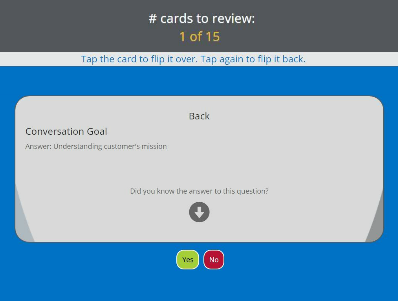 # cards to review:
1 of 15
Tap the card to flip it over. Tap again to flip it back.
Back
Conversation Goal
Answer: Understanding customer's mission
Did you know the answer to this question?
Yes No